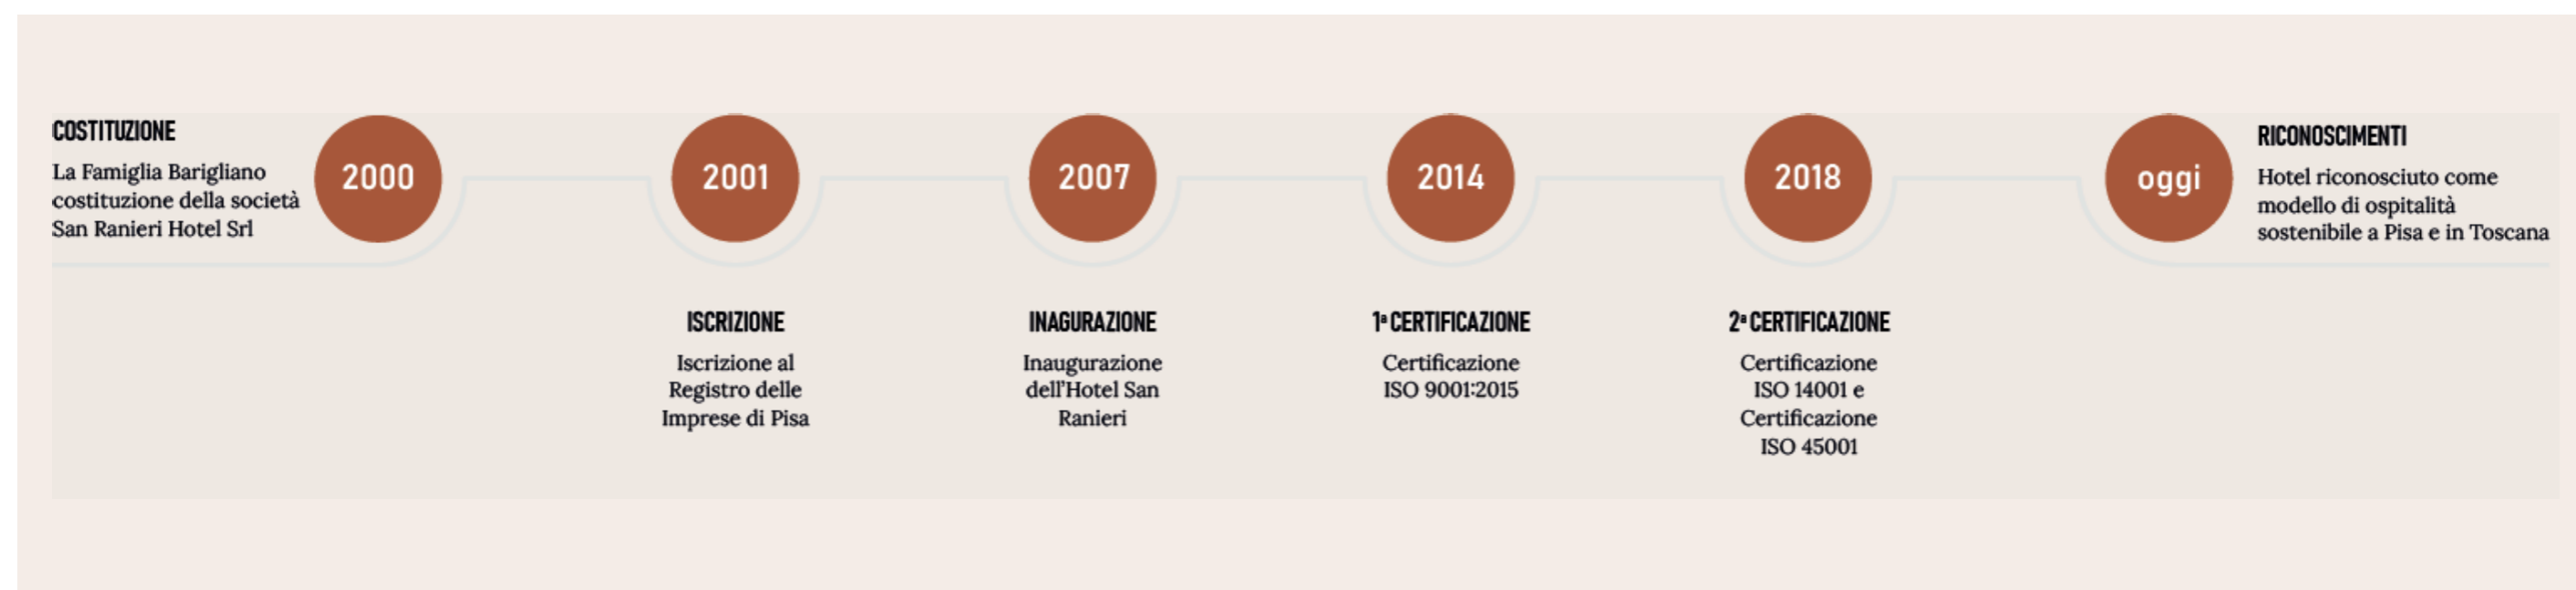 COSTITUZIONE
La Famiglia Barigliano
costituzione della società
San Ranieri Hotel Srl
2000
2001
ISCRIZIONE
Iscrizione al
Registro delle
Imprese di Pisa
2007
INAGURAZIONE
Inaugurazione
dell'Hotel San
Ranieri
2014
1ª CERTIFICAZIONE
Certificazione
ISO 9001:2015
2018
2ª CERTIFICAZIONE
Certificazione
ISO 14001 e
Certificazione
ISO 45001
oggi
RICONOSCIMENTI
Hotel riconosciuto come
modello di ospitalità
sostenibile a Pisa e in Toscana